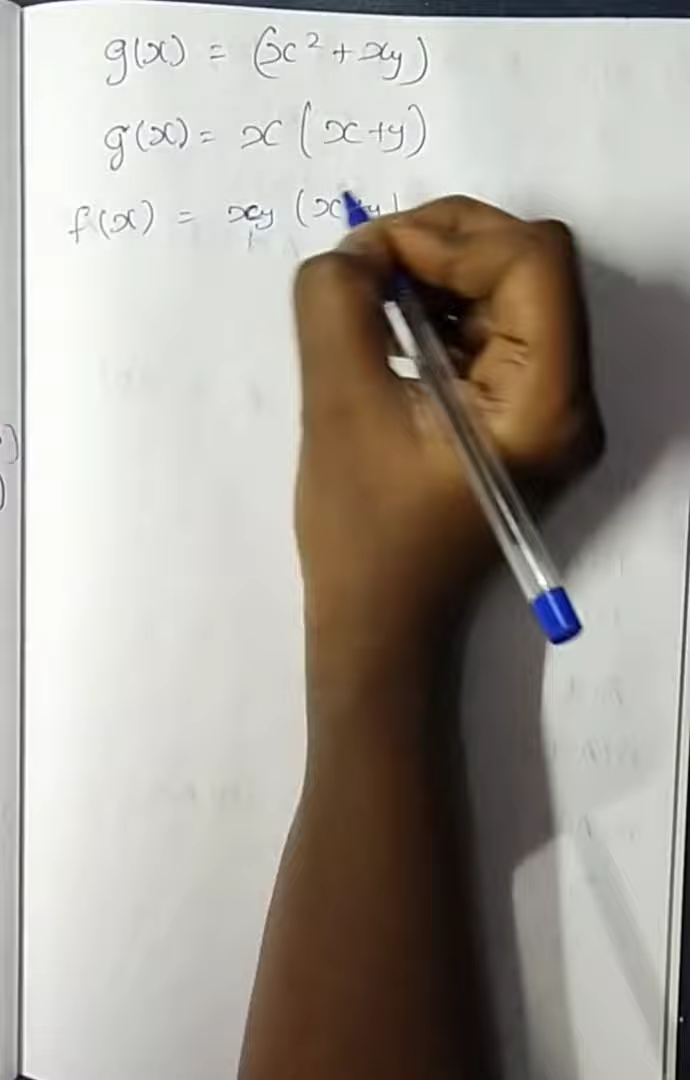 g(x) = (x² + xy)
g(x) = x (x+y)
f(x) = xy (x+y)